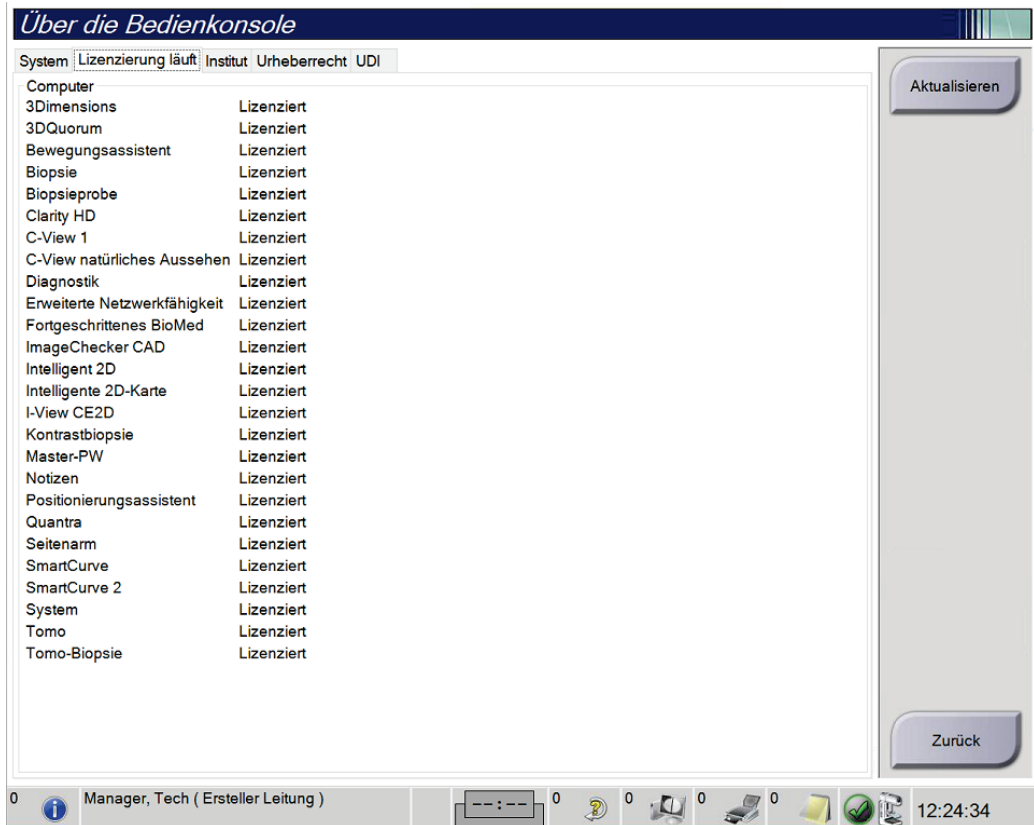 Über die Bedienkonsole
System Lizenzierung läuft Institut Urheberrecht UDI
Aktualisieren
Computer
3Dimensions Lizenziert
3DQuorum Lizenziert
Bewegungsassistent Lizenziert
Biopsie Lizenziert
Biopsieprobe Lizenziert
Clarity HD Lizenziert
C-View 1 Lizenziert
C-View natürliches Aussehen Lizenziert
Diagnostik Lizenziert
Erweiterte Netzwerkfähigkeit Lizenziert
Fortgeschrittenes BioMed Lizenziert
ImageChecker CAD Lizenziert
Intelligent 2D Lizenziert
Intelligente 2D-Karte Lizenziert
I-View CE2D Lizenziert
Kontrastbiopsie Lizenziert
Master-PW Lizenziert
Notizen Lizenziert
Positionierungsassistent Lizenziert
Quantra Lizenziert
Seitenarm Lizenziert
SmartCurve Lizenziert
SmartCurve 2 Lizenziert
System Lizenziert
Tomo Lizenziert
Tomo-Biopsie Lizenziert
Zurück
0 Manager, Tech ( Ersteller Leitung ) --:-- 0 0 0 0 12:24:34